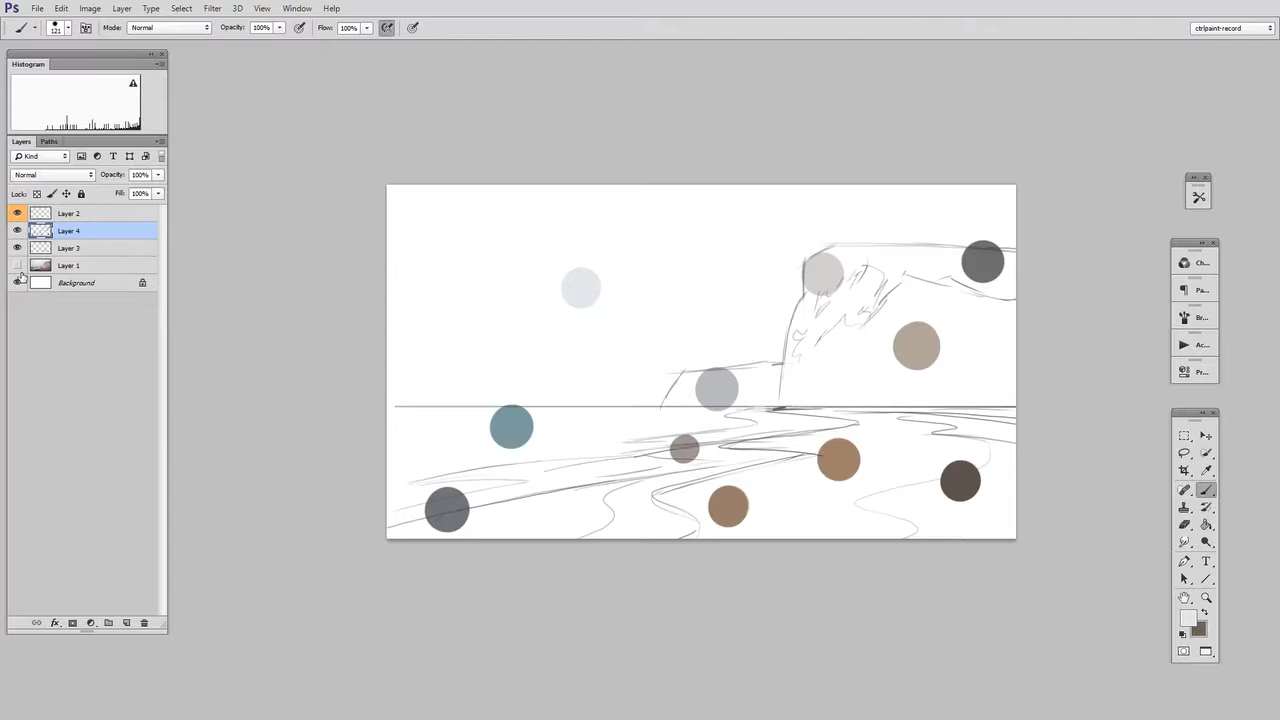 Ps File Edit Image Layer Type Select Filter 3D View Window Help
121 Mode: Normal Opacity: 100% Flow: 100% ctrlpaint-record
Histogram
Layers Paths
Kind
Normal Opacity: 100%
Lock: Fill: 100%
Layer 2
Layer 4
Layer 3
Layer 1
Background
fx
Ch...
Pa...
Br...
Ac...
Pr...
T